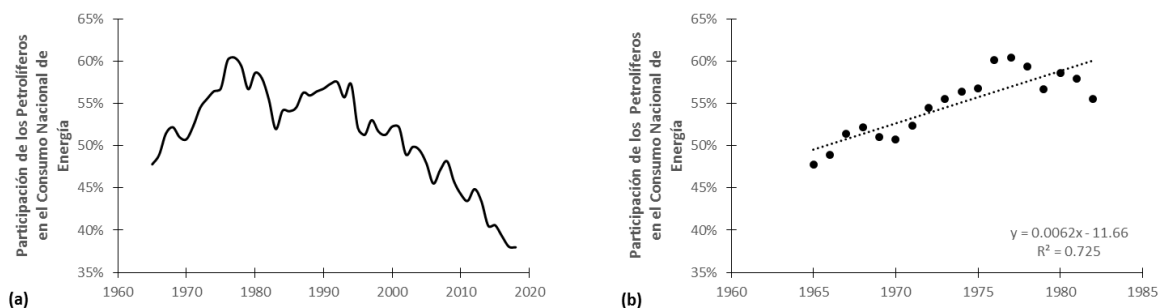 Participación de los Petrolíferos
en el Consumo Nacional de
Energía
65%
60%
55%
50%
45%
40%
35%
1960 1970 1980 1990 2000 2010 2020
(a)
Participación de los Petrolíferos
en el Consumo Nacional de
Energía
65%
60%
55%
50%
45%
40%
35%
y = 0.0062x - 11.66
R² = 0.725
1960 1965 1970 1975 1980 1985
(b)